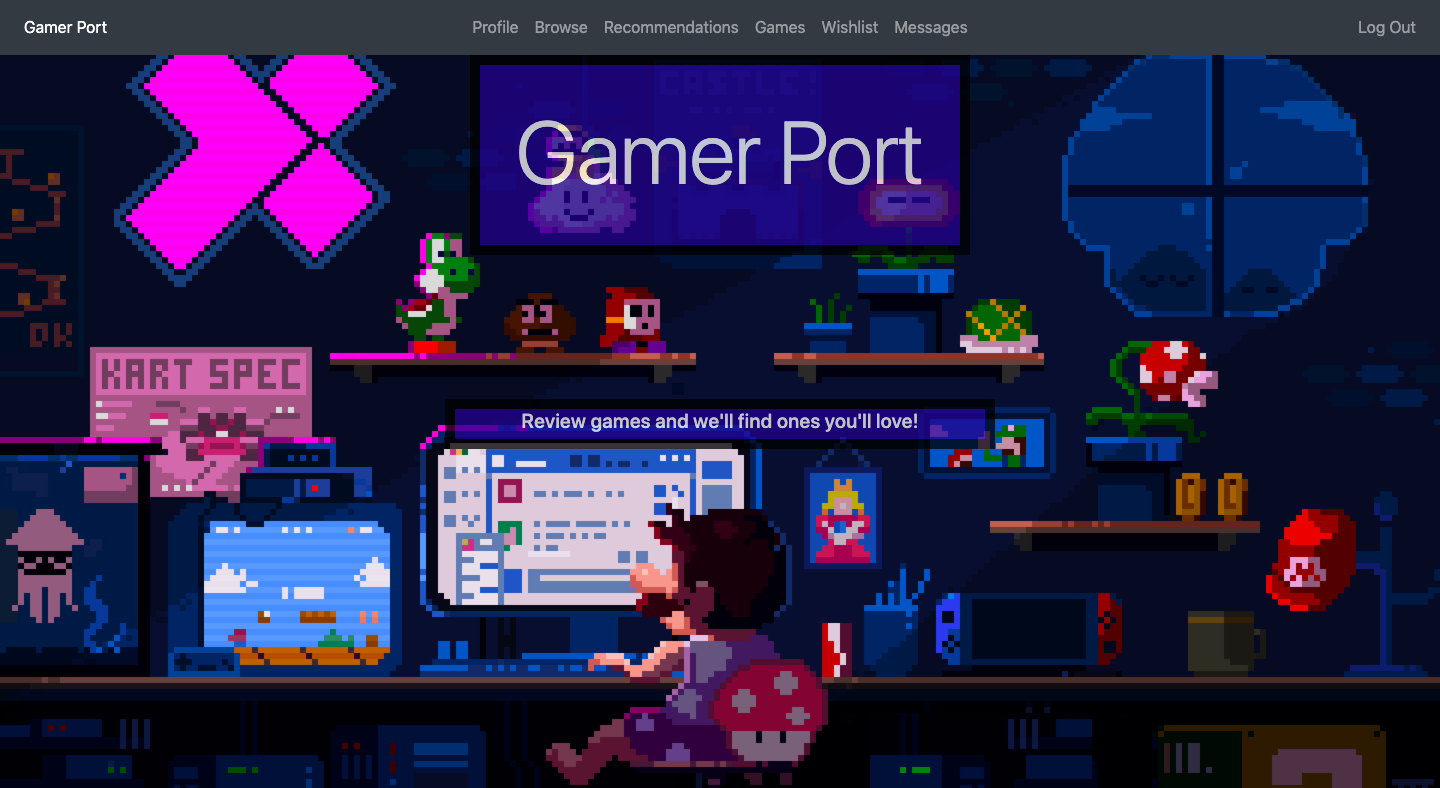 Gamer Port
Profile Browse Recommendations Games Wishlist Messages
Log Out
CASTLE!
Gamer Port
DK
KART SPEC
Review games and we'll find ones you'll love!